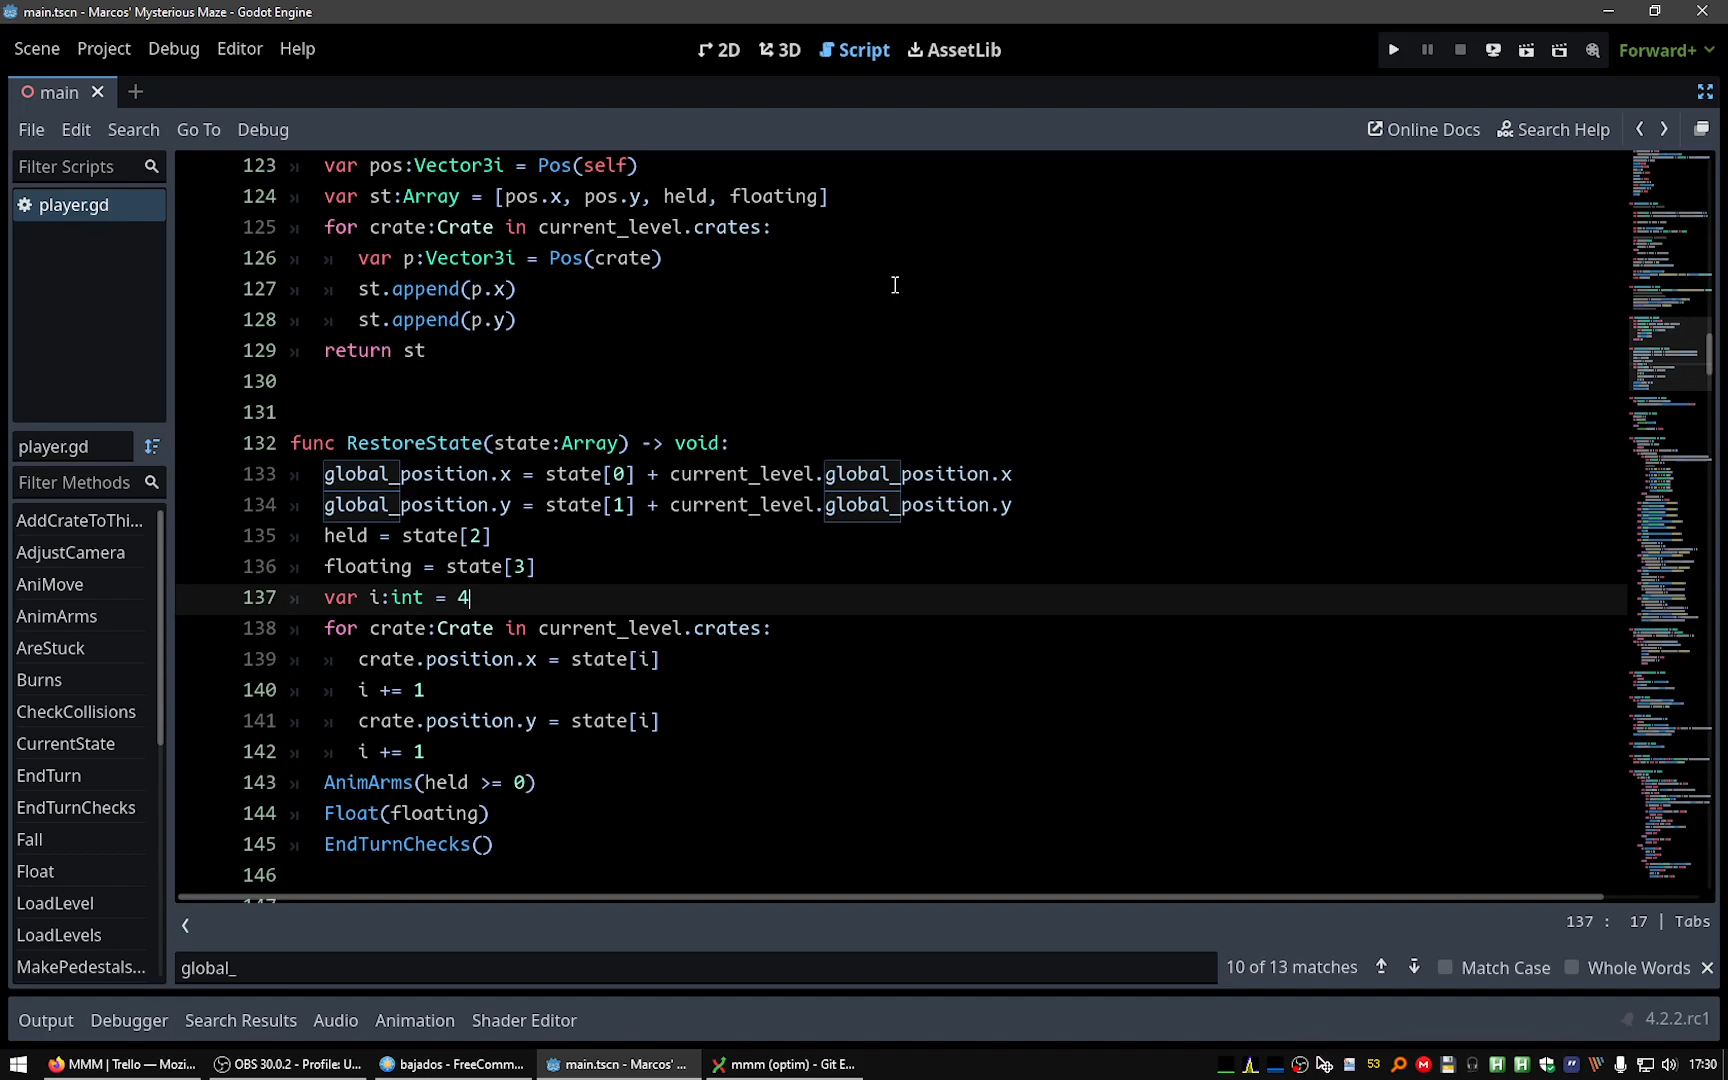 main.tscn - Marcos' Mysterious Maze - Godot Engine
Scene Project Debug Editor Help
2D 3D Script AssetLib
Forward+
main
File Edit Search Go To Debug
Online Docs Search Help
Filter Scripts
player.gd
player.gd
Filter Methods
AddCrateToThi...
AdjustCamera
AniMove
AnimArms
AreStuck
Burns
CheckCollisions
CurrentState
EndTurn
EndTurnChecks
Fall
Float
LoadLevel
LoadLevels
MakePedestals...
123 var pos:Vector3i = Pos(self)
124 var st:Array = [pos.x, pos.y, held, floating]
125 for crate:Crate in current_level.crates:
126 var p:Vector3i = Pos(crate)
127 st.append(p.x)
128 st.append(p.y)
129 return st
130
131
132 func RestoreState(state:Array) -> void:
133 global_position.x = state[0] + current_level.global_position.x
134 global_position.y = state[1] + current_level.global_position.y
135 held = state[2]
136 floating = state[3]
137 var i:int = 4
138 for crate:Crate in current_level.crates:
139 crate.position.x = state[i]
140 i += 1
141 crate.position.y = state[i]
142 i += 1
143 AnimArms(held >= 0)
144 Float(floating)
145 EndTurnChecks()
146
147
137 : 17 | Tabs
global_
10 of 13 matches Match Case Whole Words
Output Debugger Search Results Audio Animation Shader Editor
4.2.2.rc1
MMM | Trello — Mozi... OBS 30.0.2 - Profile: U... bajados - FreeComm... main.tscn - Marcos' ... mmm (optim) - Git E... 53 17:30